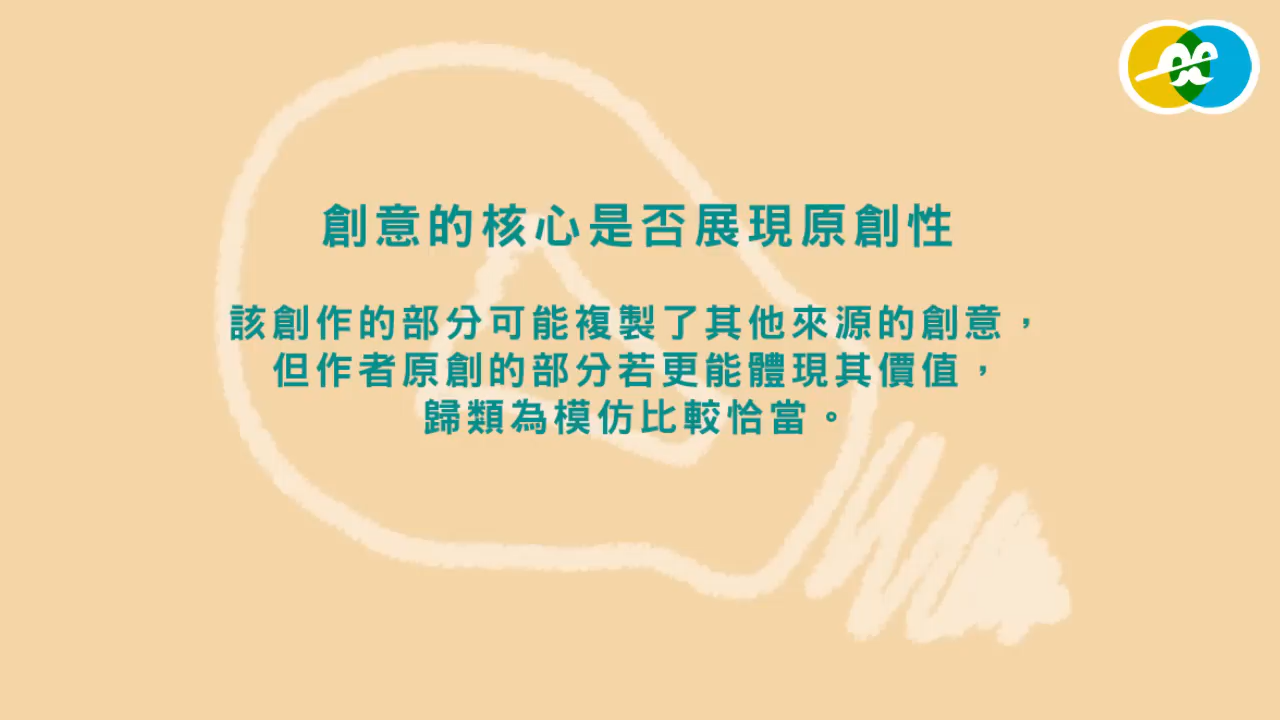 創意的核心是否展現原創性
該創作的部分可能複製了其他來源的創意，
但作者原創的部分若更能體現其價值，
歸類為模仿比較恰當。